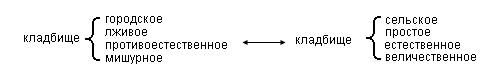 кладбище
городское
лживое
противоестественное
мишурное
кладбище
сельское
простое
естественное
величественное